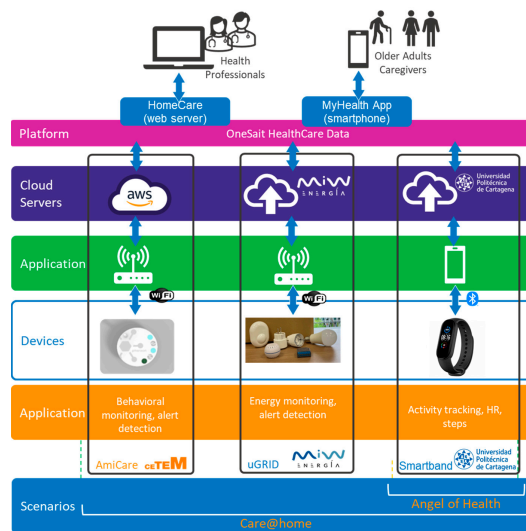 Health
Professionals
Older Adults
Caregivers
HomeCare
(web server)
MyHealth App
(smartphone)
Platform
OneSait HealthCare Data
Cloud
Servers
aws
MiW
ENERGÍA
Universidad
Politécnica
de Cartagena
Application
WiFi
WiFi
Devices
Application
Behavioral
monitoring, alert
detection
Energy monitoring,
alert detection
Activity tracking, HR,
steps
AmiCare
CETEM
uGRID
MiW
ENERGÍA
Smartband
Universidad
Politécnica
de Cartagena
Scenarios
Angel of Health
Care@home